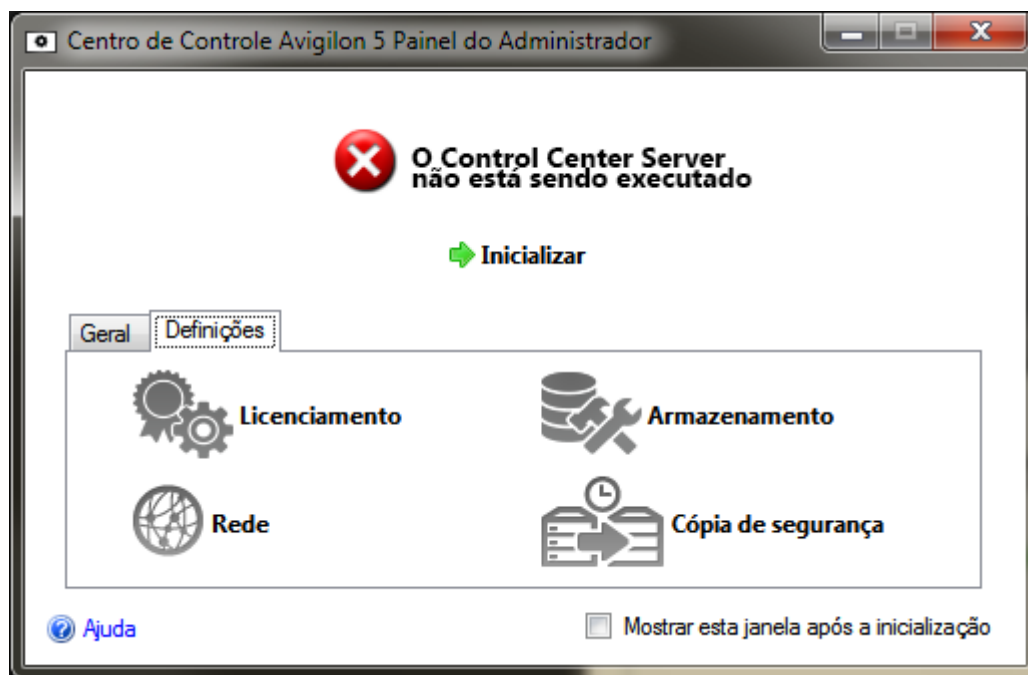 Centro de Controle Avigilon 5 Painel do Administrador
O Control Center Server
não está sendo executado
Inicializar
Geral
Definições
Licenciamento
Armazenamento
Rede
Cópia de segurança
Ajuda
Mostrar esta janela após a inicialização